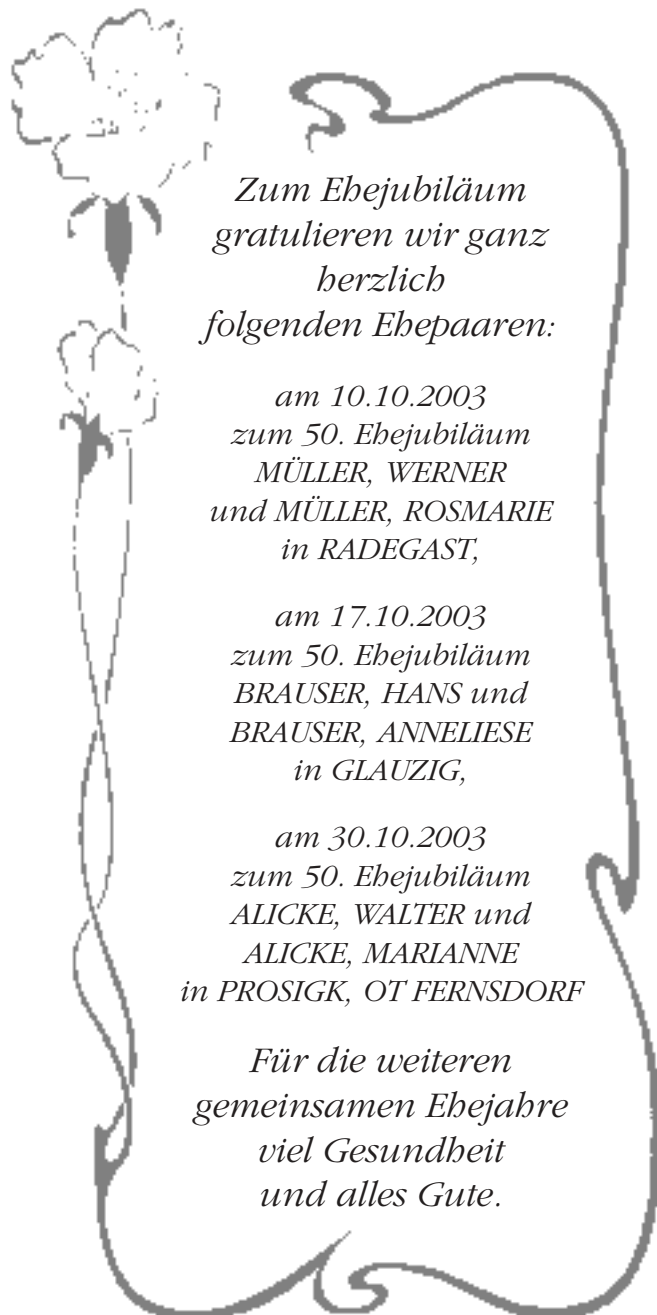 Zum Ehejubiläum
gratulieren wir ganz
herzlich
folgenden Ehepaaren:
am 10.10.2003
zum 50. Ehejubiläum
MÜLLER, WERNER
und MÜLLER, ROSMARIE
in RADEGAST,
am 17.10.2003
zum 50. Ehejubiläum
BRAUSER, HANS und
BRAUSER, ANNELIESE
in GLAUZIG,
am 30.10.2003
zum 50. Ehejubiläum
ALICKE, WALTER und
ALICKE, MARIANNE
in PROSIGK, OT FERNSDORF
Für die weiteren
gemeinsamen Ehejahre
viel Gesundheit
und alles Gute.